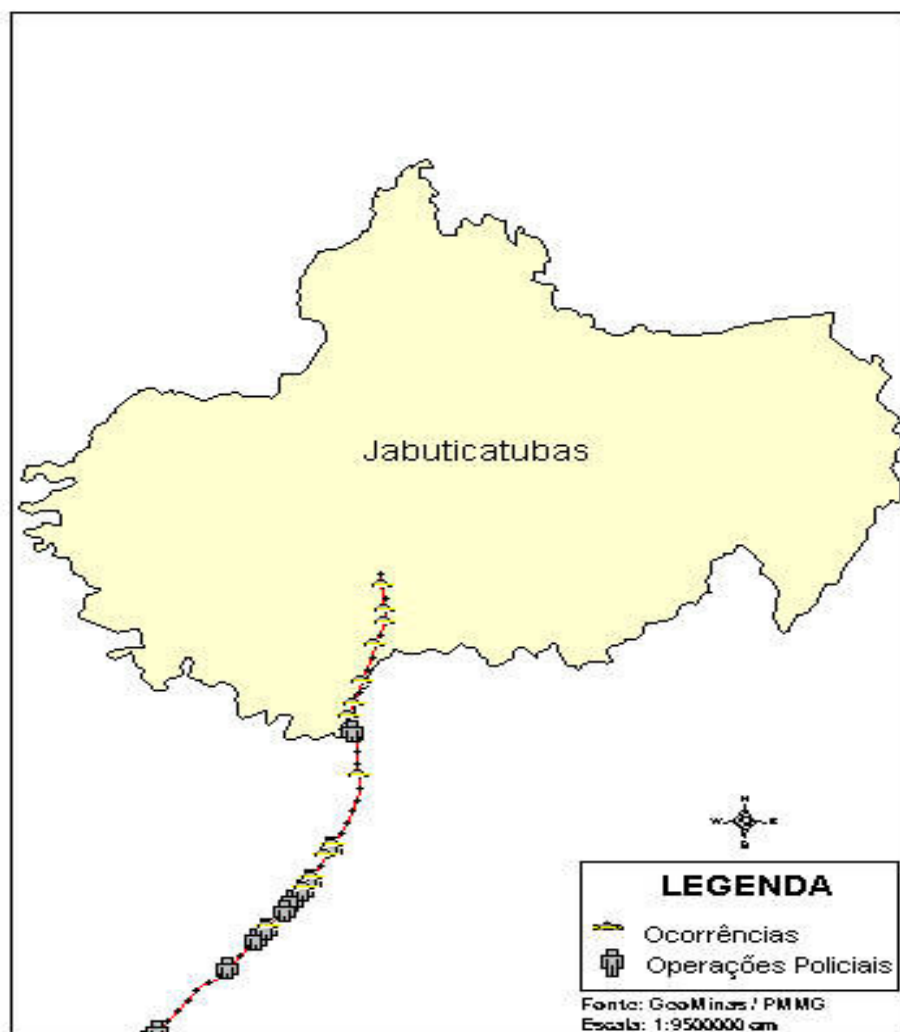 Jabuticatubas
N
W E
S
LEGENDA
Ocorrências
Operações Policiais
Fonte: GeoMinas / PMMG
Escala: 1:9500000 cm